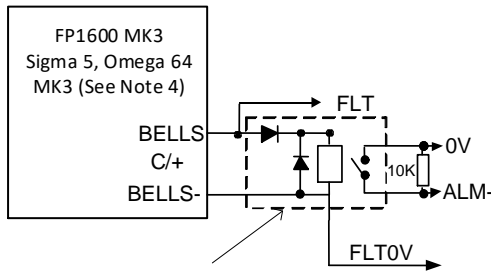 FP1600 MK3
Sigma 5, Omega 64
MK3 (See Note 4)
FLT
BELLS
C/+
BELLS-
0V
10K
ALM-
FLT0V